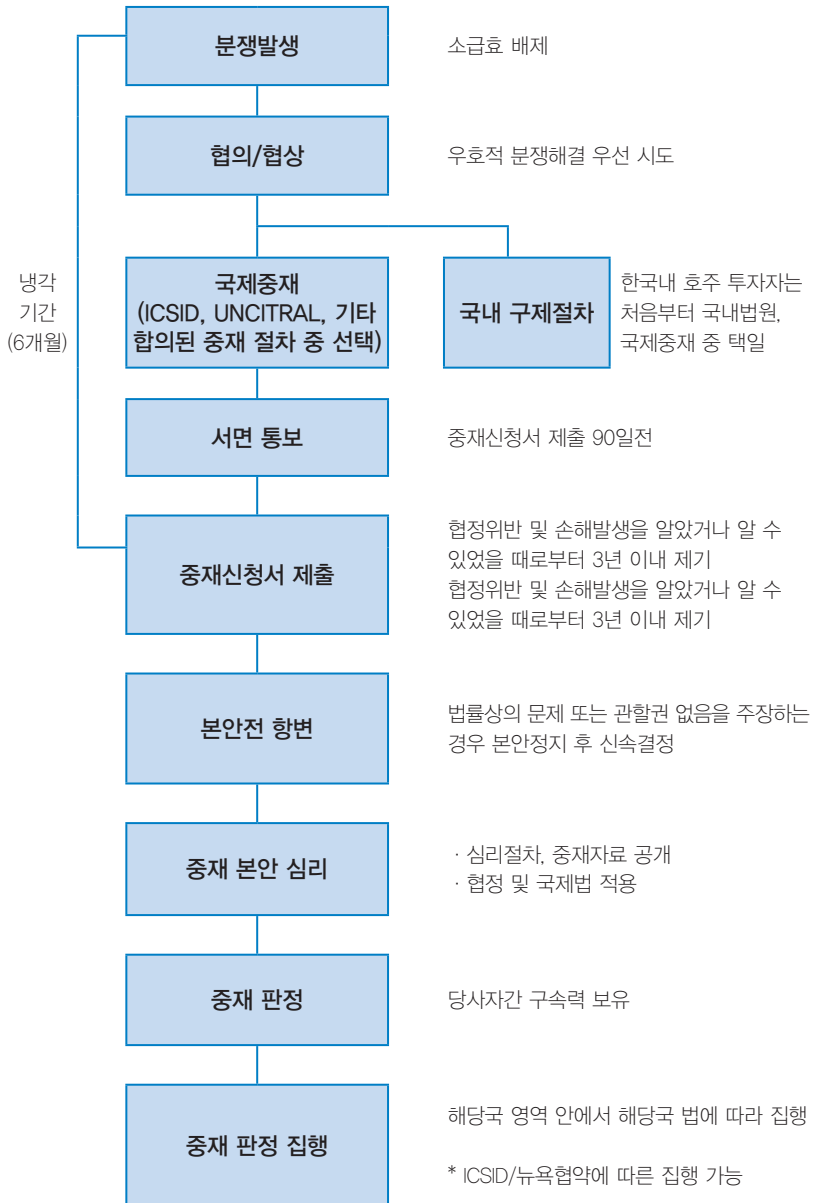 분쟁발생
소급효 배제
협의/협상
우호적 분쟁해결 우선 시도
냉각
기간
(6개월)
국제중재
(ICSID, UNCITRAL, 기타
합의된 중재 절차 중 선택)
국내 구제절차
한국내 호주 투자자는
처음부터 국내법원,
국제중재 중 택일
서면 통보
중재신청서 제출 90일전
중재신청서 제출
협정위반 및 손해발생을 알았거나 알 수
있었을 때로부터 3년 이내 제기
협정위반 및 손해발생을 알았거나 알 수
있었을 때로부터 3년 이내 제기
본안전 항변
법률상의 문제 또는 관할권 없음을 주장하는
경우 본안정지 후 신속결정
중재 본안 심리
· 심리절차, 중재자료 공개
· 협정 및 국제법 적용
중재 판정
당사자간 구속력 보유
중재 판정 집행
해당국 영역 안에서 해당국 법에 따라 집행
* ICSID/뉴욕협약에 따른 집행 가능